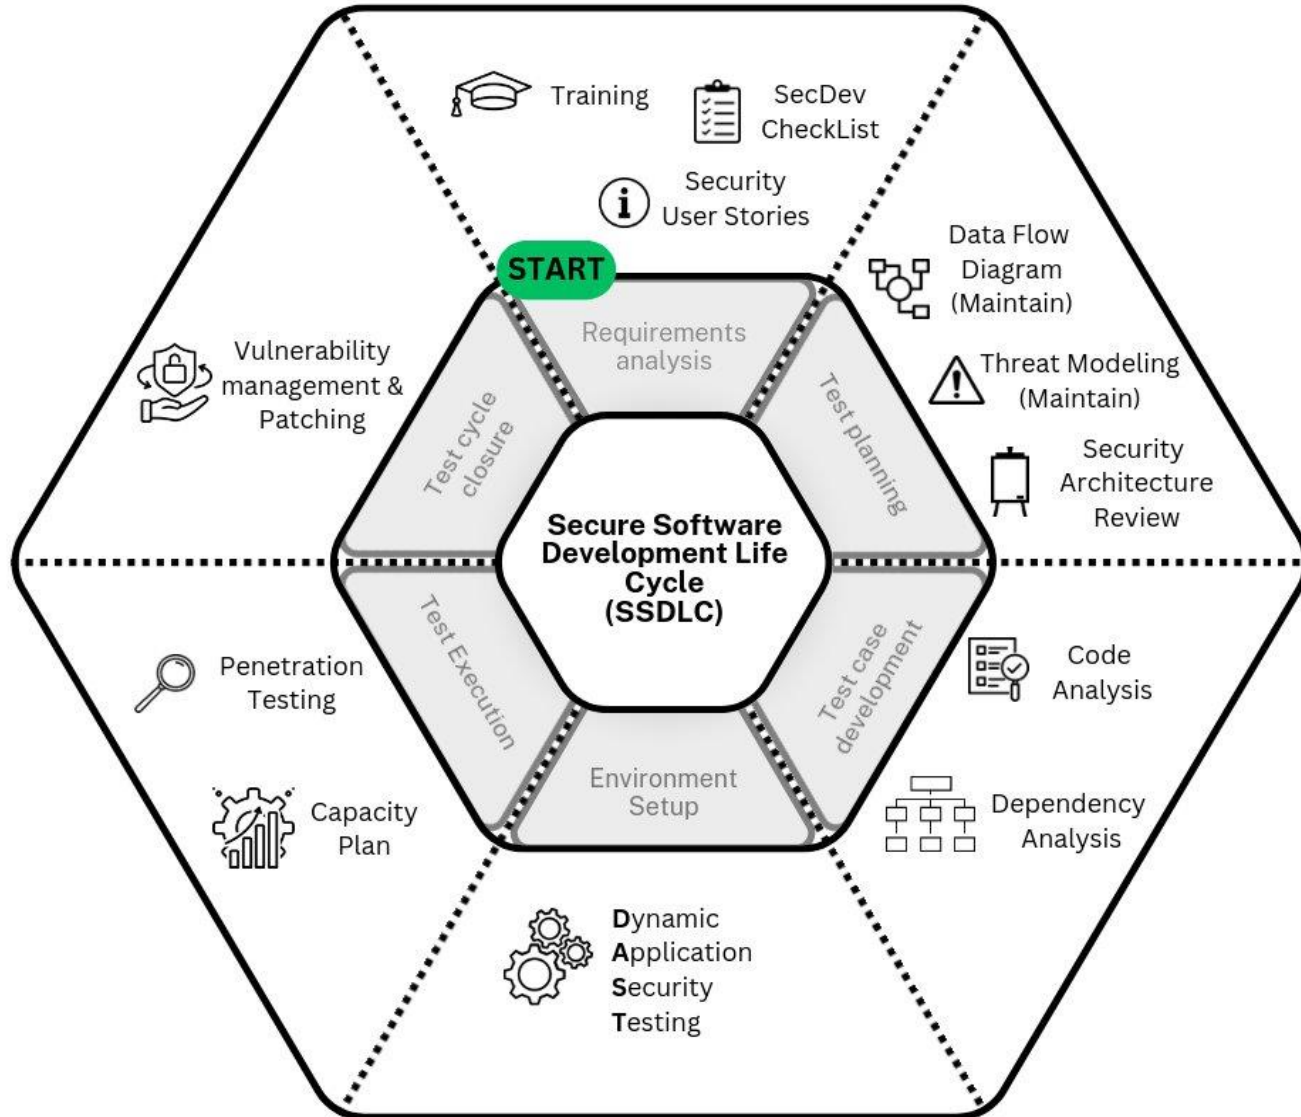 Training
SecDev
CheckList
Security
User Stories
START
Requirements
analysis
Data Flow
Diagram
(Maintain)
Threat Modeling
(Maintain)
Security
Architecture
Review
Test planning
Code
Analysis
Dependency
Analysis
Test case
development
Environment
Setup
Dynamic
Application
Security
Testing
Test Execution
Penetration
Testing
Capacity
Plan
Test cycle
closure
Vulnerability
management &
Patching
Secure Software
Development Life
Cycle
(SSDLC)